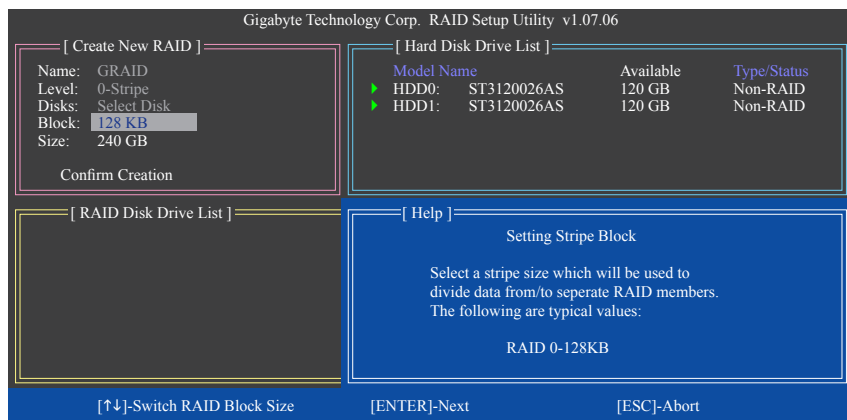 Gigabyte Technology Corp. RAID Setup Utility v1.07.06
[ Create New RAID ]
Name: GRAID
Level: 0-Stripe
Disks: Select Disk
Block: 128 KB
Size: 240 GB
Confirm Creation
[ Hard Disk Drive List ]
Model Name Available Type/Status
HDD0: ST3120026AS 120 GB Non-RAID
HDD1: ST3120026AS 120 GB Non-RAID
[ RAID Disk Drive List ]
[ Help ]
Setting Stripe Block
Select a stripe size which will be used to
divide data from/to seperate RAID members.
The following are typical values:
RAID 0-128KB
[↑↓]-Switch RAID Block Size [ENTER]-Next [ESC]-Abort